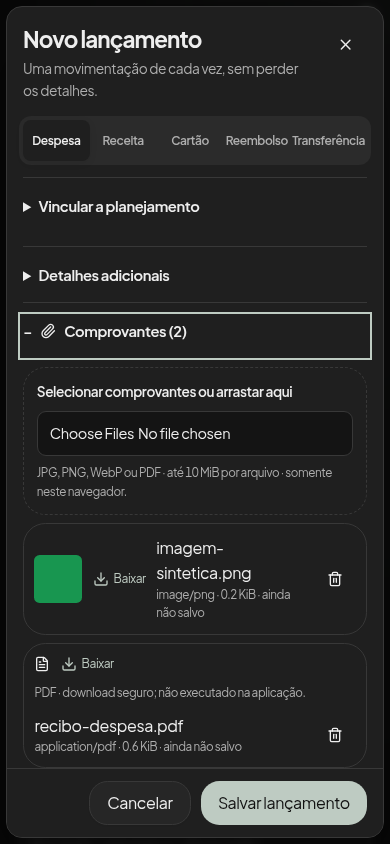 Novo lançamento
Uma movimentação de cada vez, sem perder
os detalhes.
Despesa Receita Cartão Reembolso Transferência
Vincular a planejamento
Detalhes adicionais
Comprovantes (2)
Selecionar comprovantes ou arrastar aqui
Choose Files No file chosen
JPG, PNG, WebP ou PDF · até 10 MiB por arquivo · somente
neste navegador.
Baixar
imagem-
sintetica.png
image/png · 0.2 KiB · ainda
não salvo
Baixar
PDF · download seguro; não executado na aplicação.
recibo-despesa.pdf
application/pdf · 0.6 KiB · ainda não salvo
Cancelar Salvar lançamento